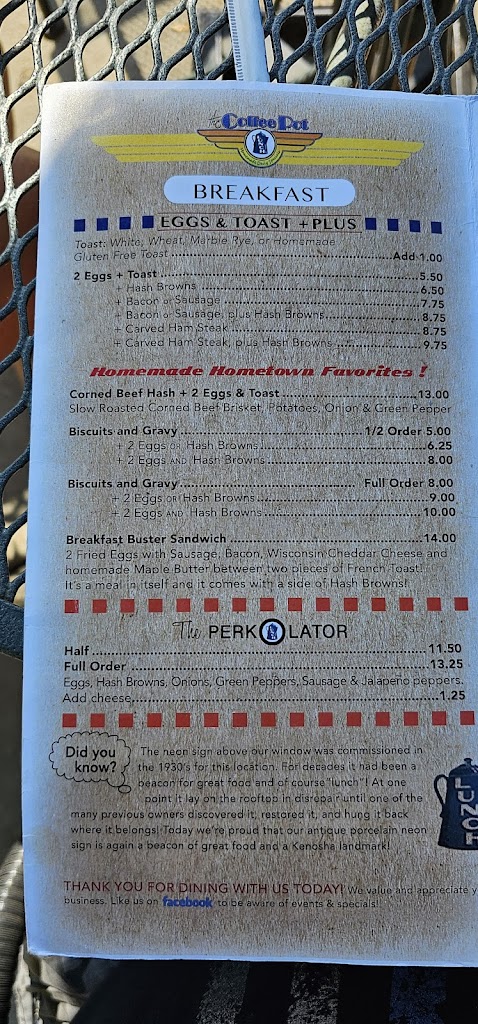 The Coffee Pot
BREAKFAST
EGGS & TOAST + PLUS
Toast: White, Wheat, Marble Rye, or Homemade
Gluten Free Toast ... Add 1.00
2 Eggs + Toast ... 5.50
+ Hash Browns ... 6.50
+ Bacon or Sausage ... 7.75
+ Bacon or Sausage, plus Hash Browns ... 8.75
+ Carved Ham Steak ... 8.75
+ Carved Ham Steak, plus Hash Browns ... 9.75
Homemade Hometown Favorites!
Corned Beef Hash + 2 Eggs & Toast ... 13.00
Slow Roasted Corned Beef Brisket, Potatoes, Onion & Green Pepper
Biscuits and Gravy ... 1/2 Order 5.00
+ 2 Eggs OR Hash Browns ... 6.25
+ 2 Eggs AND Hash Browns ... 8.00
Biscuits and Gravy ... Full Order 8.00
+ 2 Eggs OR Hash Browns ... 9.00
+ 2 Eggs AND Hash Browns ... 10.00
Breakfast Buster Sandwich ... 14.00
2 Fried Eggs with Sausage, Bacon, Wisconsin Cheddar Cheese and
homemade Maple Butter between two pieces of French Toast!
It's a meal in itself and it comes with a side of Hash Browns!
The PERK O LATOR
Half ... 11.50
Full Order ... 13.25
Eggs, Hash Browns, Onions, Green Peppers, Sausage & Jalapeno peppers.
Add cheese ... 1.25
Did you know?
The neon sign above our window was commissioned in
the 1930's for this location. For decades it had been a
beacon for great food and of course "lunch"! At one
point it lay on the rooftop in disrepair until one of the
many previous owners discovered it, restored it, and hung it back
where it belongs! Today we're proud that our antique porcelain neon
sign is again a beacon of great food and a Kenosha landmark!
LUNCH
THANK YOU FOR DINING WITH US TODAY! We value and appreciate y
business. Like us on facebook to be aware of events & specials!